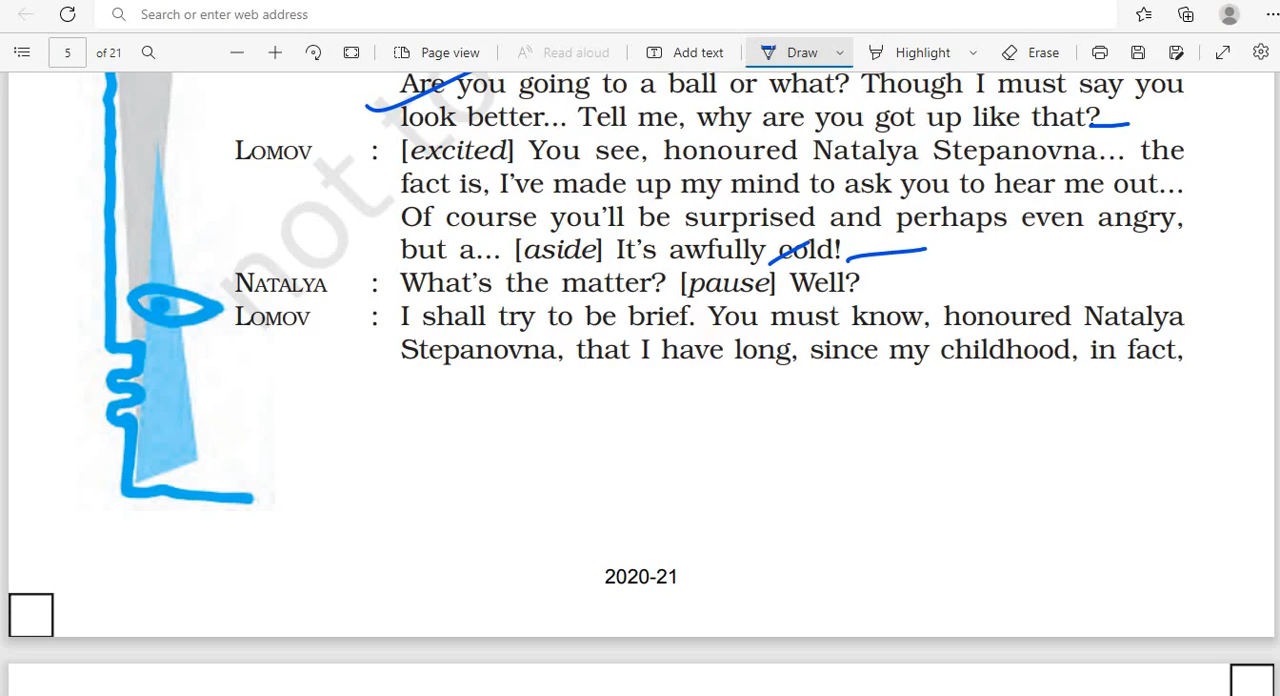 Search or enter web address
5 of 21 Page view Read aloud Add text Draw Highlight Erase
Are you going to a ball or what? Though I must say you
look better... Tell me, why are you got up like that?
LOMOV : [excited] You see, honoured Natalya Stepanovna... the
fact is, I've made up my mind to ask you to hear me out...
Of course you'll be surprised and perhaps even angry,
but a... [aside] It's awfully cold!
NATALYA : What's the matter? [pause] Well?
LOMOV : I shall try to be brief. You must know, honoured Natalya
Stepanovna, that I have long, since my childhood, in fact,
not to
2020-21